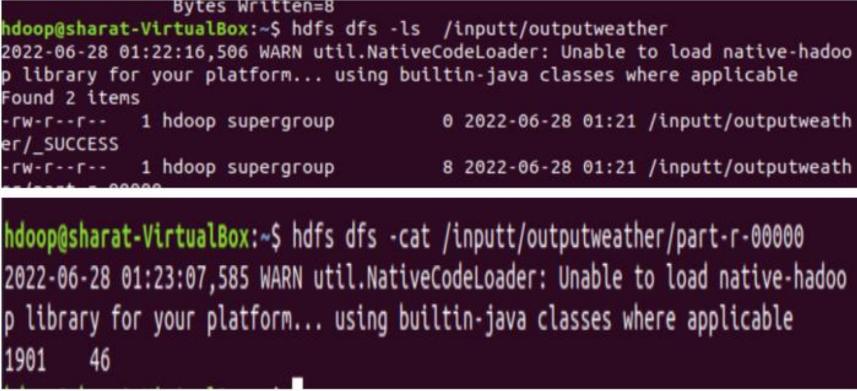 Bytes Written=8
hdoop@sharat-VirtualBox:~$ hdfs dfs -ls  /inputt/outputweather
2022-06-28 01:22:16,506 WARN util.NativeCodeLoader: Unable to load native-hadoo
p library for your platform... using builtin-java classes where applicable
Found 2 items
-rw-r--r--   1 hdoop supergroup          0 2022-06-28 01:21 /inputt/outputweath
er/_SUCCESS
-rw-r--r--   1 hdoop supergroup          8 2022-06-28 01:21 /inputt/outputweath
hdoop@sharat-VirtualBox:~$ hdfs dfs -cat /inputt/outputweather/part-r-00000
2022-06-28 01:23:07,585 WARN util.NativeCodeLoader: Unable to load native-hadoo
p library for your platform... using builtin-java classes where applicable
1901    46